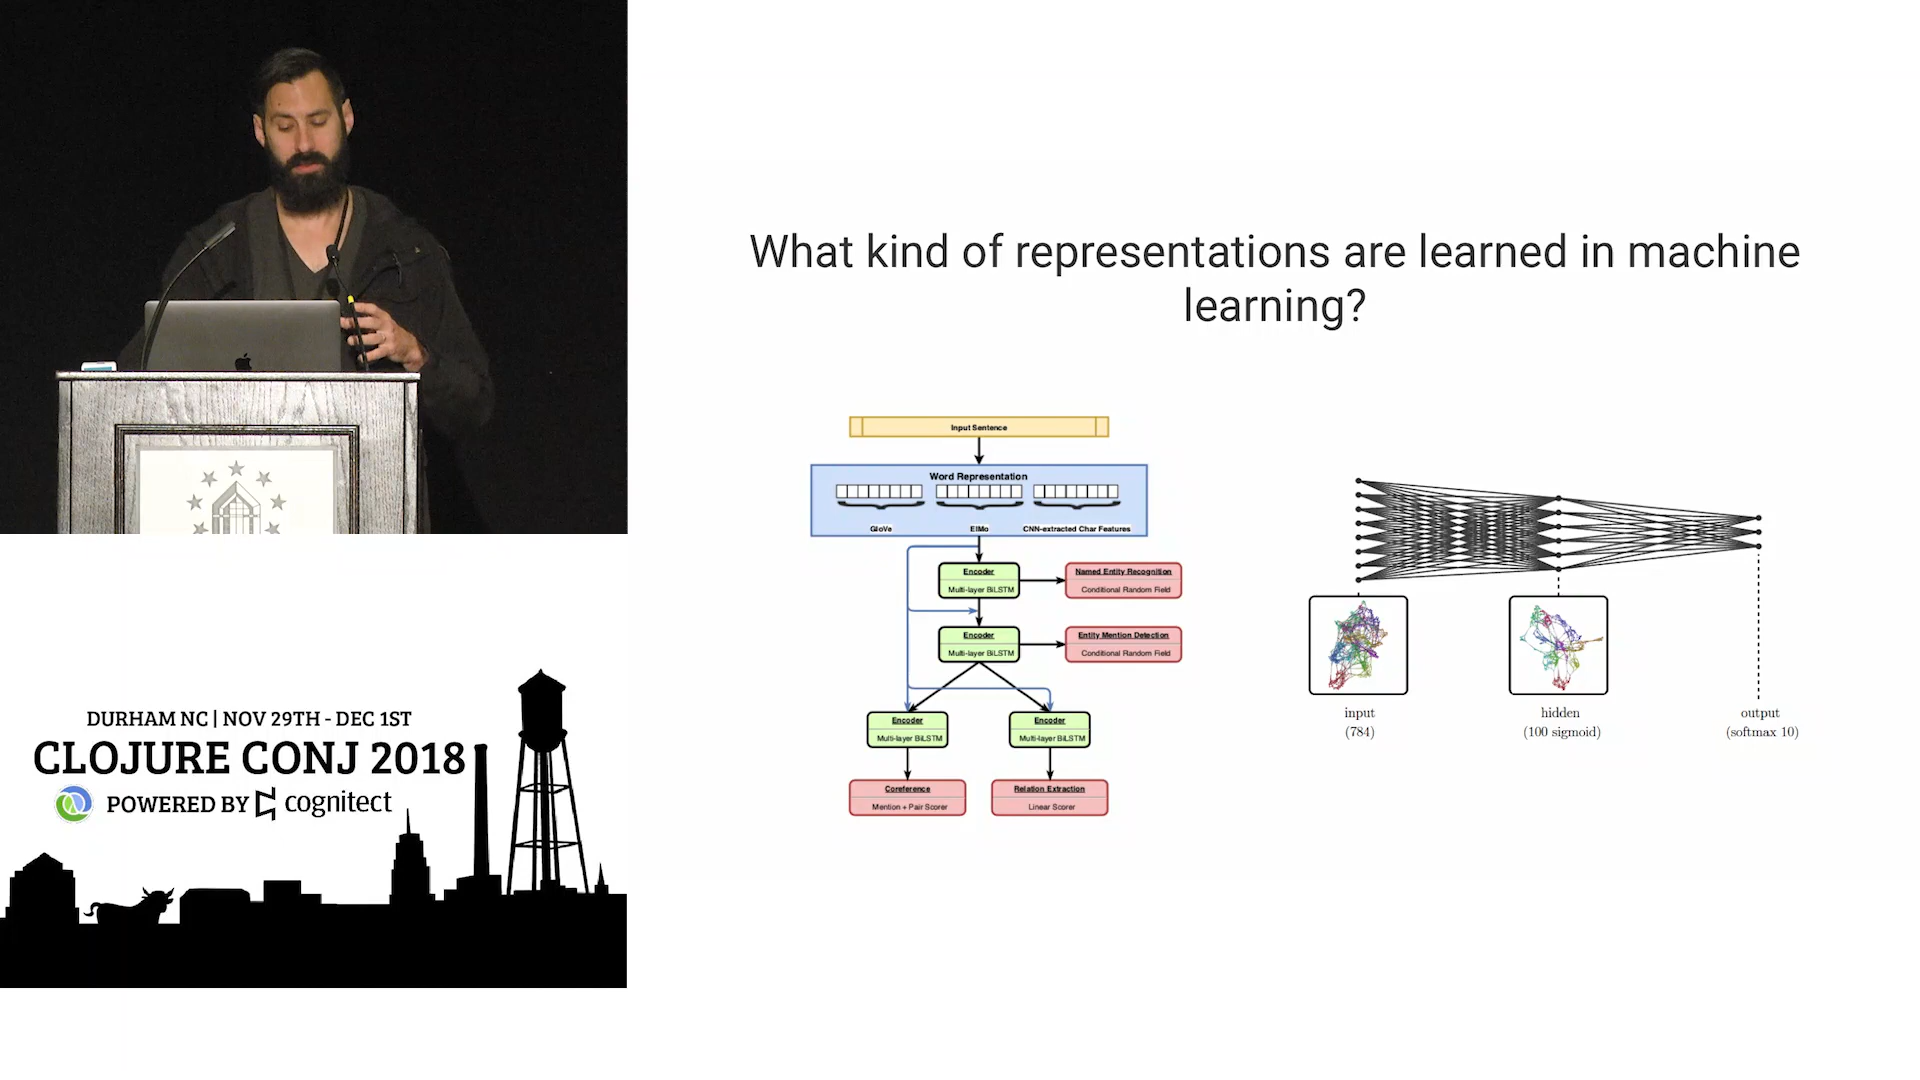 What kind of representations are learned in machine
learning?
Input Sentence
Word Representation
GloVe
ElMo
CNN-extracted Char Features
Encoder
Multi-layer BiLSTM
Named Entity Recognition
Conditional Random Field
Encoder
Multi-layer BiLSTM
Entity Mention Detection
Conditional Random Field
Encoder
Multi-layer BiLSTM
Encoder
Multi-layer BiLSTM
Coreference
Mention + Pair Scorer
Relation Extraction
Linear Scorer
input
(784)
hidden
(100 sigmoid)
output
(softmax 10)
DURHAM NC | NOV 29TH - DEC 1ST
CLOJURE CONJ 2018
POWERED BY cognitect